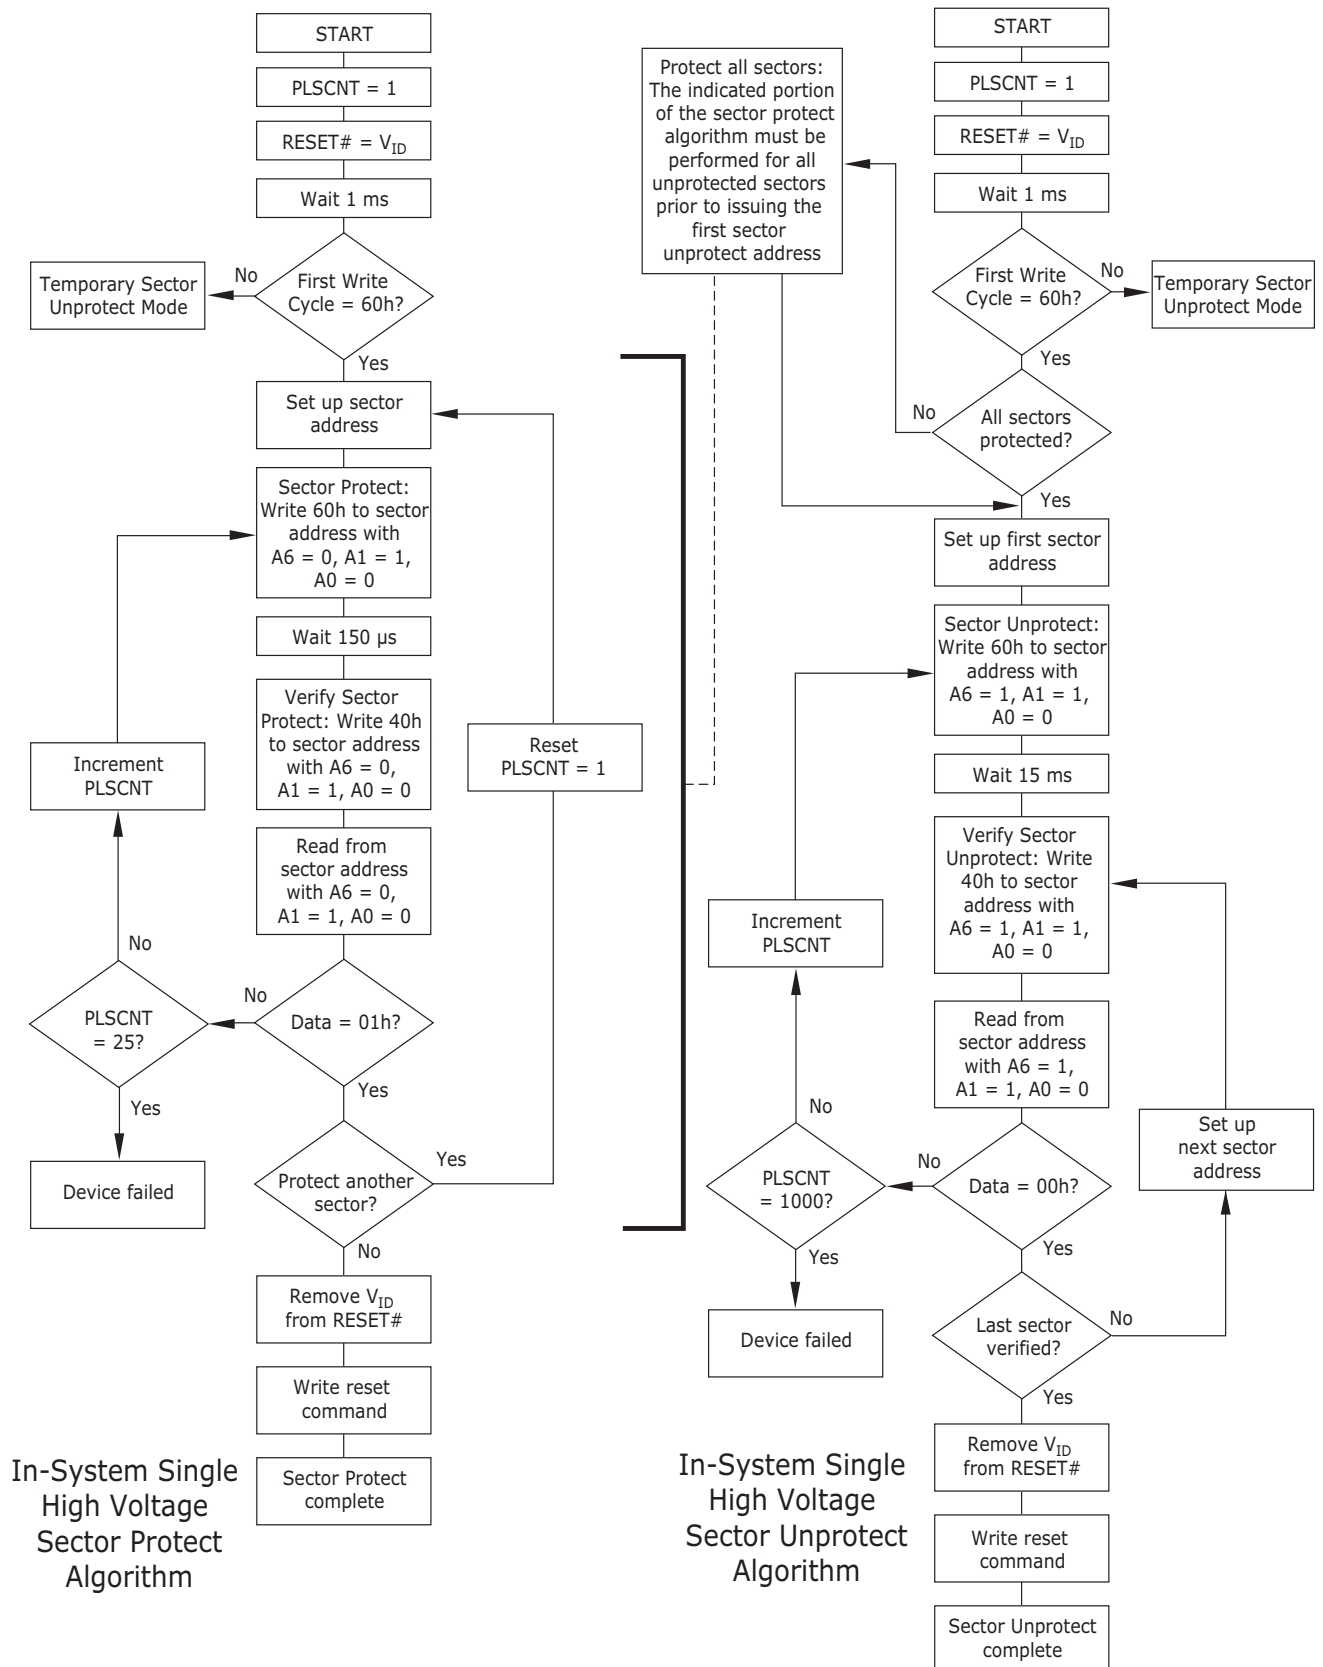 START
PLSCNT = 1
RESET# = VID
Wait 1 ms
First Write
Cycle = 60h?
No
Temporary Sector
Unprotect Mode
Yes
Set up sector
address
Sector Protect:
Write 60h to sector
address with
A6 = 0, A1 = 1,
A0 = 0
Wait 150 µs
Verify Sector
Protect: Write 40h
to sector address
with A6 = 0,
A1 = 1, A0 = 0
Reset
PLSCNT = 1
Increment
PLSCNT
Read from
sector address
with A6 = 0,
A1 = 1, A0 = 0
No
No
PLSCNT
= 25?
Data = 01h?
Yes
Yes
Device failed
Protect another
sector?
Yes
No
Remove VID
from RESET#
Write reset
command
Sector Protect
complete
In-System Single
High Voltage
Sector Protect
Algorithm
Protect all sectors:
The indicated portion
of the sector protect
algorithm must be
performed for all
unprotected sectors
prior to issuing the
first sector
unprotect address
START
PLSCNT = 1
RESET# = VID
Wait 1 ms
First Write
Cycle = 60h?
No
Temporary Sector
Unprotect Mode
Yes
No
All sectors
protected?
Yes
Set up first sector
address
Sector Unprotect:
Write 60h to sector
address with
A6 = 1, A1 = 1,
A0 = 0
Wait 15 ms
Verify Sector
Unprotect: Write
40h to sector
address with
A6 = 1, A1 = 1,
A0 = 0
Increment
PLSCNT
Read from
sector address
with A6 = 1,
A1 = 1, A0 = 0
No
Set up
next sector
address
No
PLSCNT
= 1000?
Data = 00h?
Yes
Yes
Device failed
Last sector
verified?
No
Yes
Remove VID
from RESET#
Write reset
command
Sector Unprotect
complete
In-System Single
High Voltage
Sector Unprotect
Algorithm